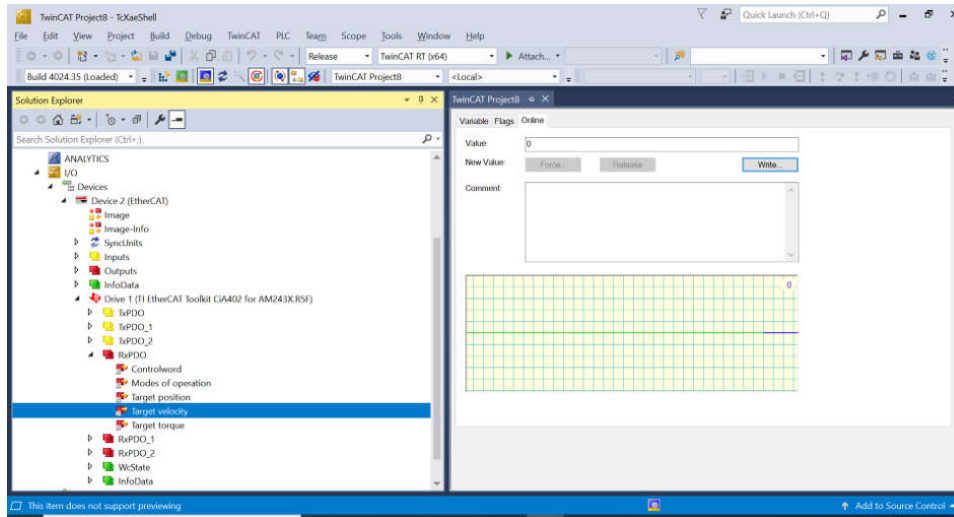 TwinCAT Project8 - TcXaeShell
Quick Launch (Ctrl+Q)
File Edit View Project Build Debug TwinCAT PLC Team Scope Tools Window Help
Release TwinCAT RT (x64) Attach...
Build 4024.35 (Loaded) TwinCAT Project8 <Local>
Solution Explorer
TwinCAT Project8
Variable Flags Online
Search Solution Explorer (Ctrl+;)
Value: 0
New Value: Force... Release Write...
Comment:
0
ANALYTICS
I/O
Devices
Device 2 (EtherCAT)
Image
Image-Info
SyncUnits
Inputs
Outputs
InfoData
Drive 1 (TI EtherCAT Toolkit CiA402 for AM243X.R5F)
TxPDO
TxPDO_1
TxPDO_2
RxPDO
Controlword
Modes of operation
Target position
Target velocity
Target torque
RxPDO_1
RxPDO_2
WcState
InfoData
This item does not support previewing
Add to Source Control